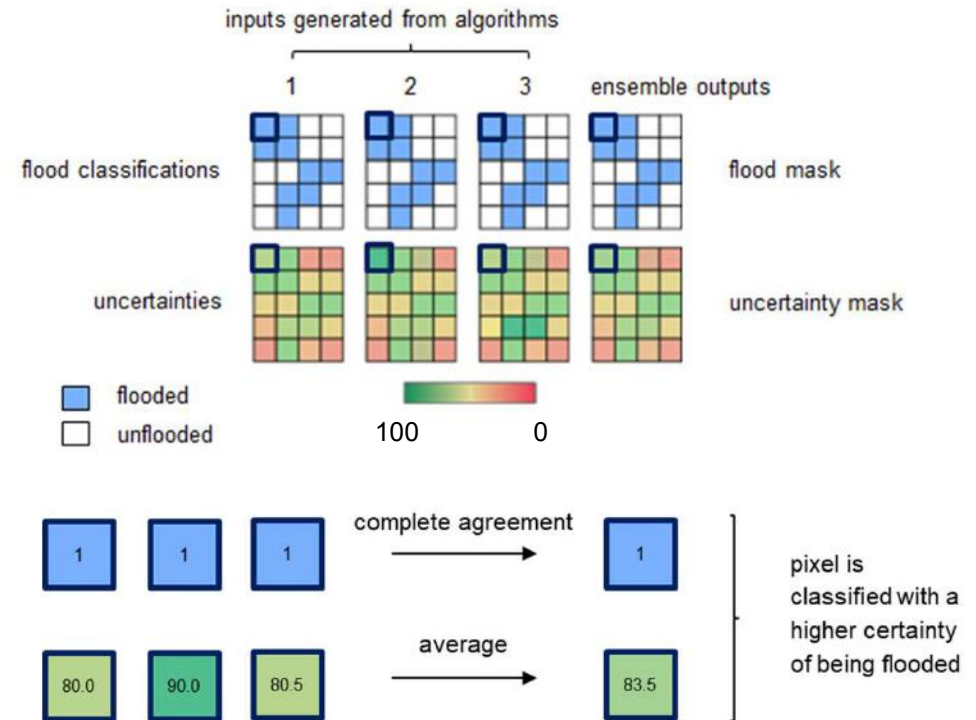 inputs generated from algorithms
1 2 3 ensemble outputs
flood classifications flood mask
uncertainties uncertainty mask
flooded
unflooded
100 0
1 1 1 complete agreement 1
80.0 90.0 80.5 average 83.5
pixel is
classified with a
higher certainty
of being flooded